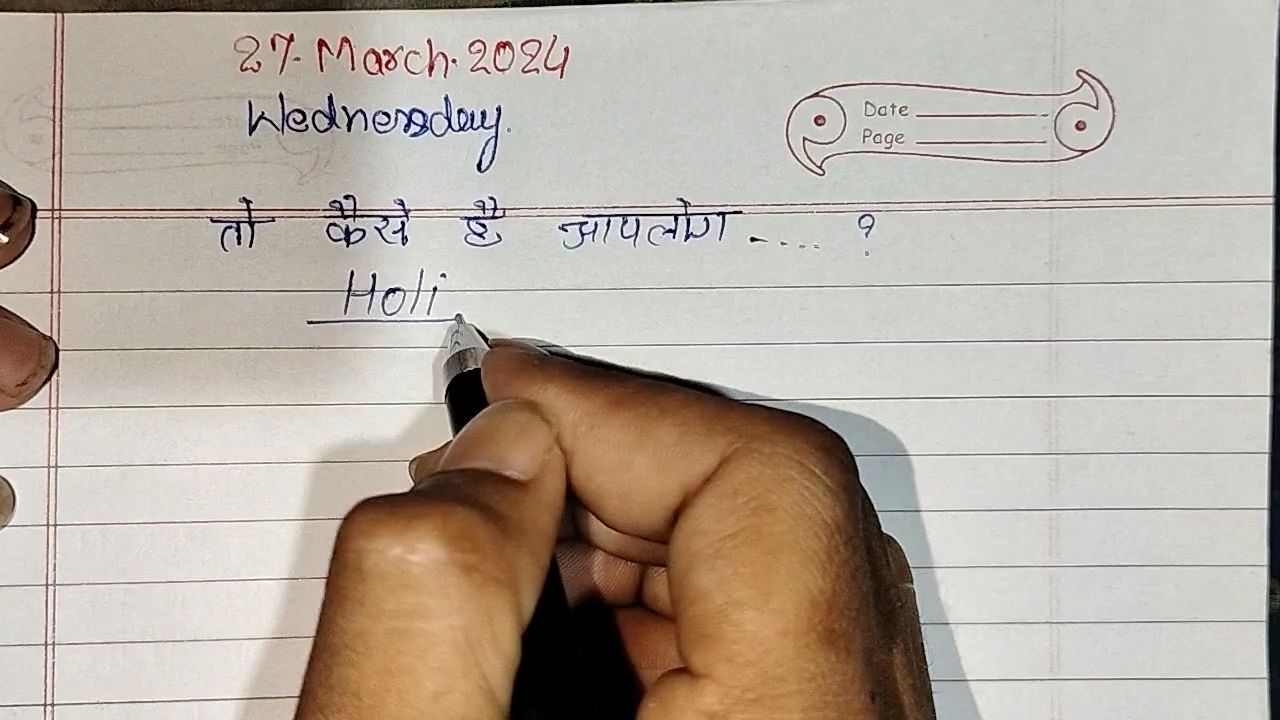 27. March. 2024
Wednesday.
Date
Page
तो कैसे है आपलोग ..... ?
Holi